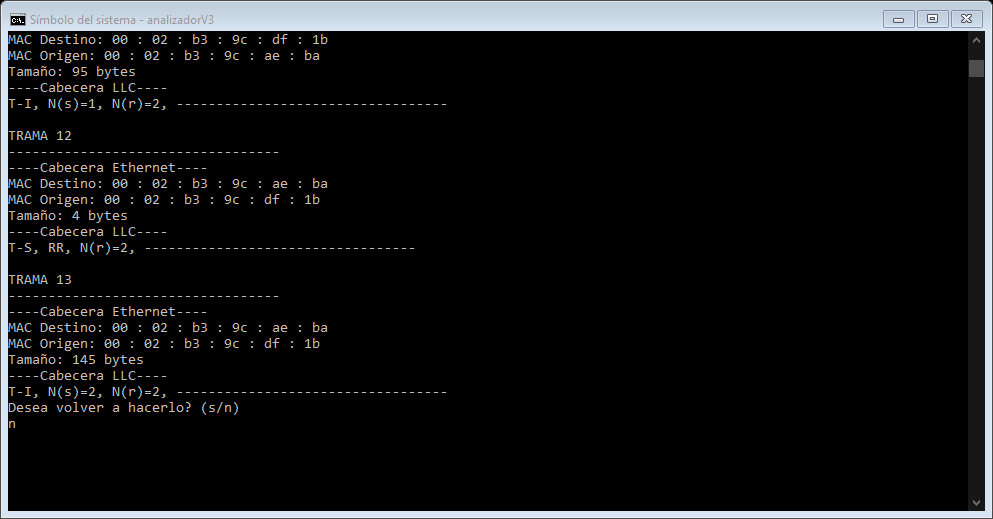 Símbolo del sistema - analizadorV3
MAC Destino: 00 : 02 : b3 : 9c : df : 1b
MAC Origen: 00 : 02 : b3 : 9c : ae : ba
Tamaño: 95 bytes
----Cabecera LLC----
T-I, N(s)=1, N(r)=2, ----------------------------------
TRAMA 12
----------------------------------
----Cabecera Ethernet----
MAC Destino: 00 : 02 : b3 : 9c : ae : ba
MAC Origen: 00 : 02 : b3 : 9c : df : 1b
Tamaño: 4 bytes
----Cabecera LLC----
T-S, RR, N(r)=2, ----------------------------------
TRAMA 13
----------------------------------
----Cabecera Ethernet----
MAC Destino: 00 : 02 : b3 : 9c : ae : ba
MAC Origen: 00 : 02 : b3 : 9c : df : 1b
Tamaño: 145 bytes
----Cabecera LLC----
T-I, N(s)=2, N(r)=2, ----------------------------------
Desea volver a hacerlo? (s/n)
n